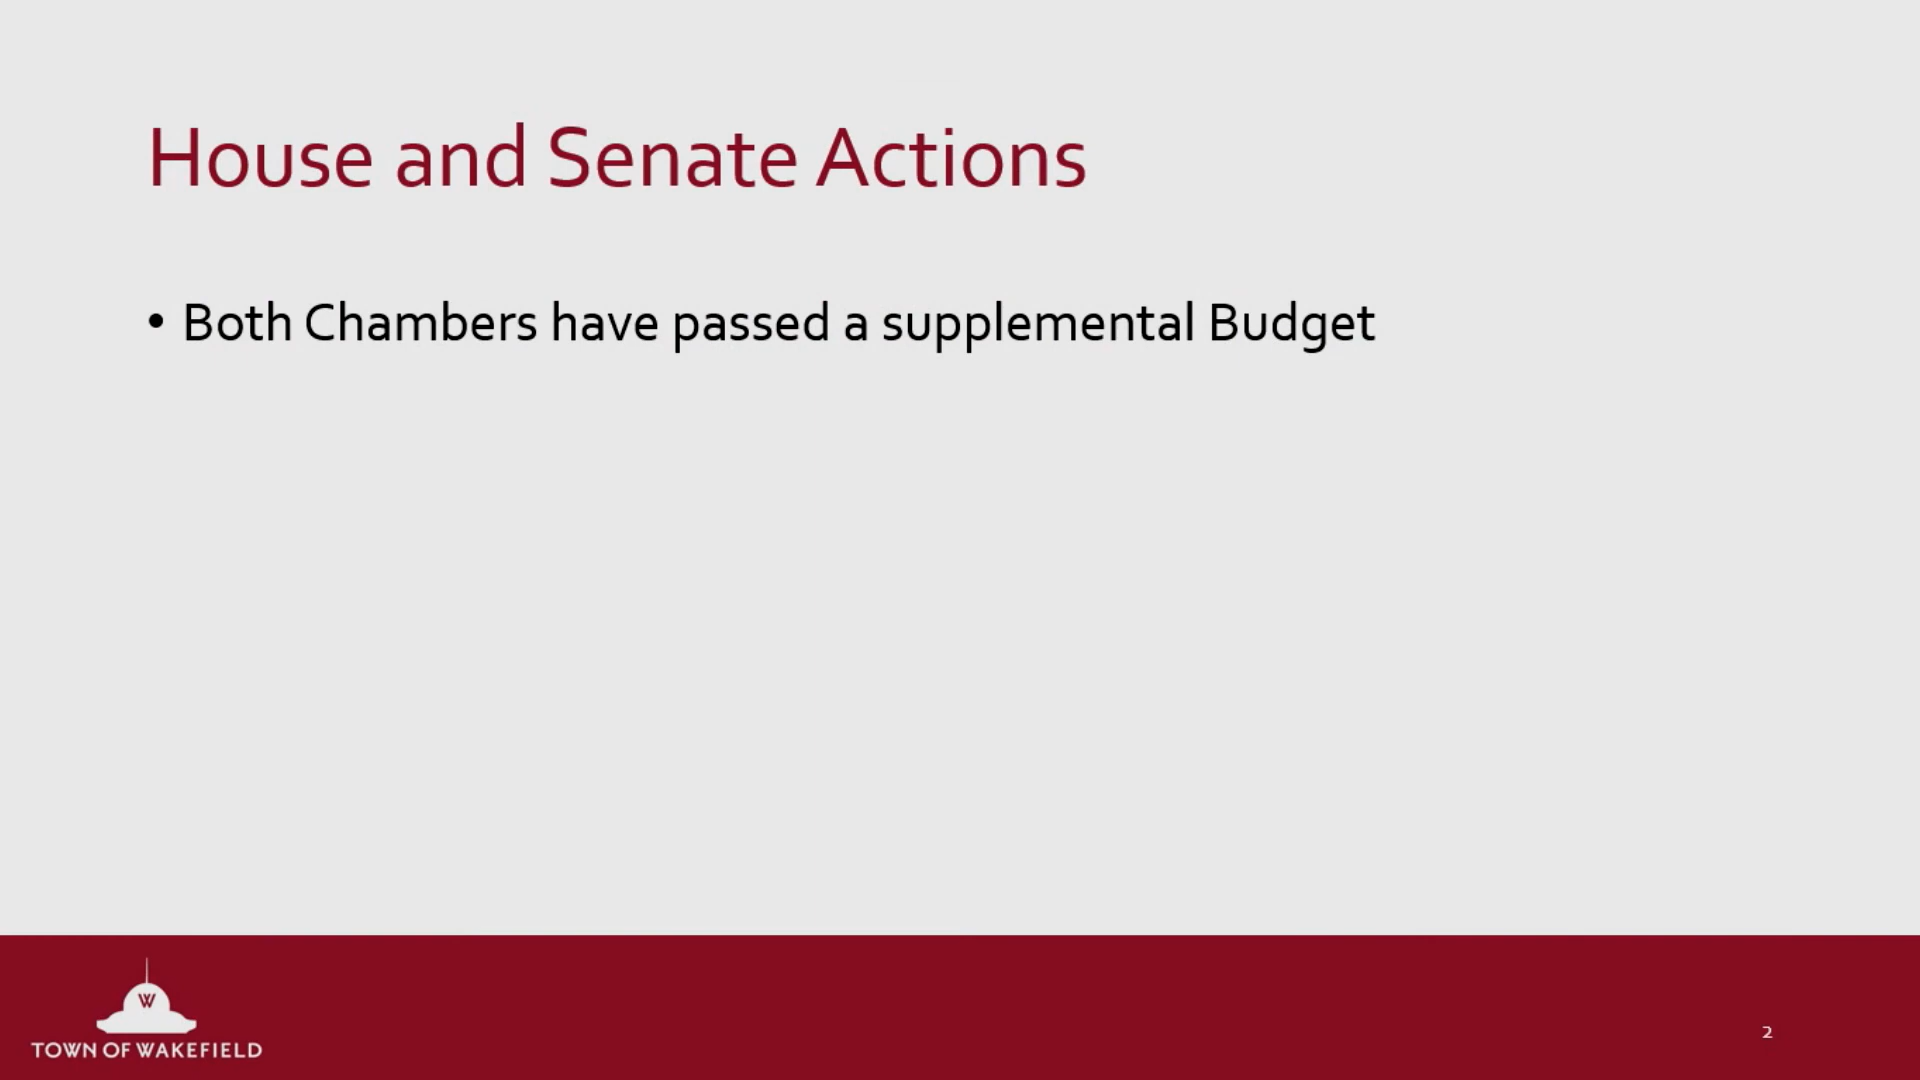 House and Senate Actions
• Both Chambers have passed a supplemental Budget
W
TOWN OF WAKEFIELD
2